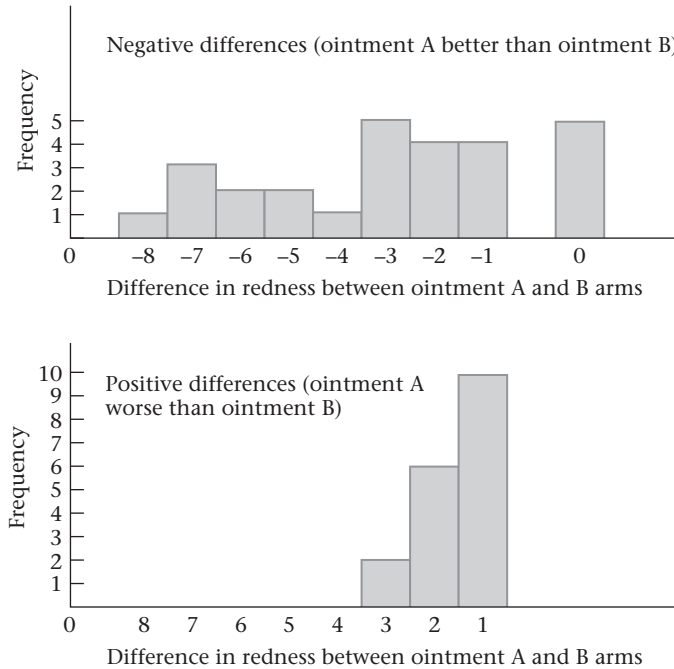 Negative differences (ointment A better than ointment B)
Frequency
5
4
3
2
1
0 –8 –7 –6 –5 –4 –3 –2 –1 0
Difference in redness between ointment A and B arms
Positive differences (ointment A
worse than ointment B)
Frequency
10
9
8
7
6
5
4
3
2
1
0 8 7 6 5 4 3 2 1
Difference in redness between ointment A and B arms